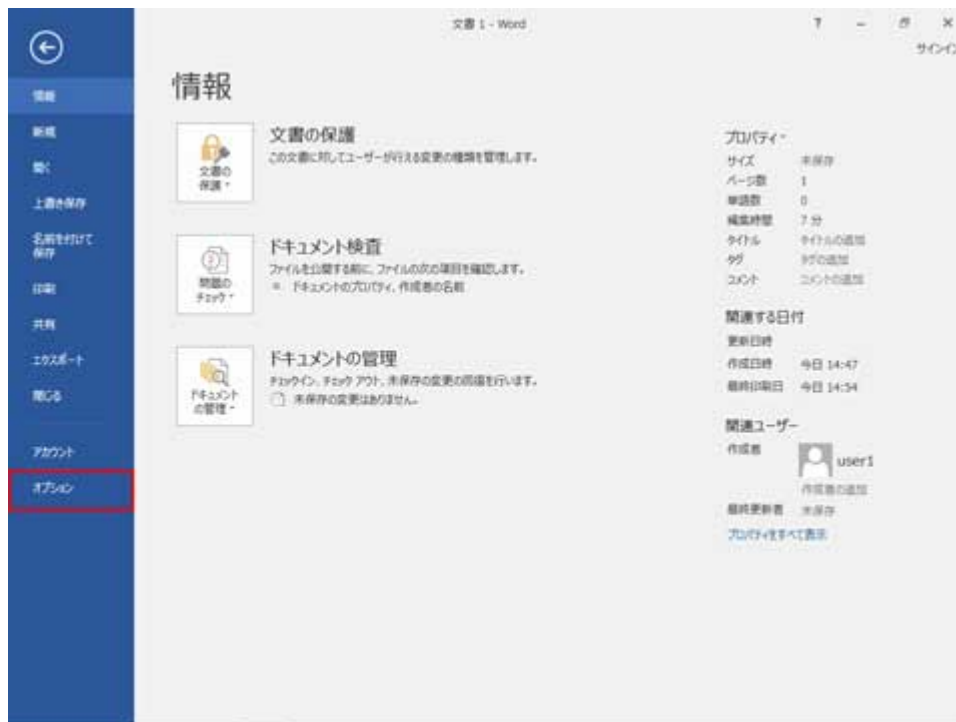 文書 1 - Word
?
サインイン
情報
新規
開く
上書き保存
名前を付けて
保存
印刷
共有
エクスポート
閉じる
アカウント
オプション
情報
文書の
保護
文書の保護
この文書に対してユーザーが行える変更の種類を管理します。
問題の
チェック
ドキュメント検査
ファイルを公開する前に、ファイルの次の項目を確認します。
ドキュメントのプロパティ、作成者の名前
ドキュメント
の管理
ドキュメントの管理
チェックイン、チェック アウト、未保存の変更の回復を行います。
未保存の変更はありません。
プロパティ
サイズ 未保存
ページ数 1
単語数 0
編集時間 7 分
タイトル タイトルの追加
タグ タグの追加
コメント コメントの追加
関連する日付
更新日時
作成日時 今日 14:47
最終印刷日 今日 14:54
関連ユーザー
作成者 user1
作成者の追加
最終更新者 未保存
プロパティをすべて表示